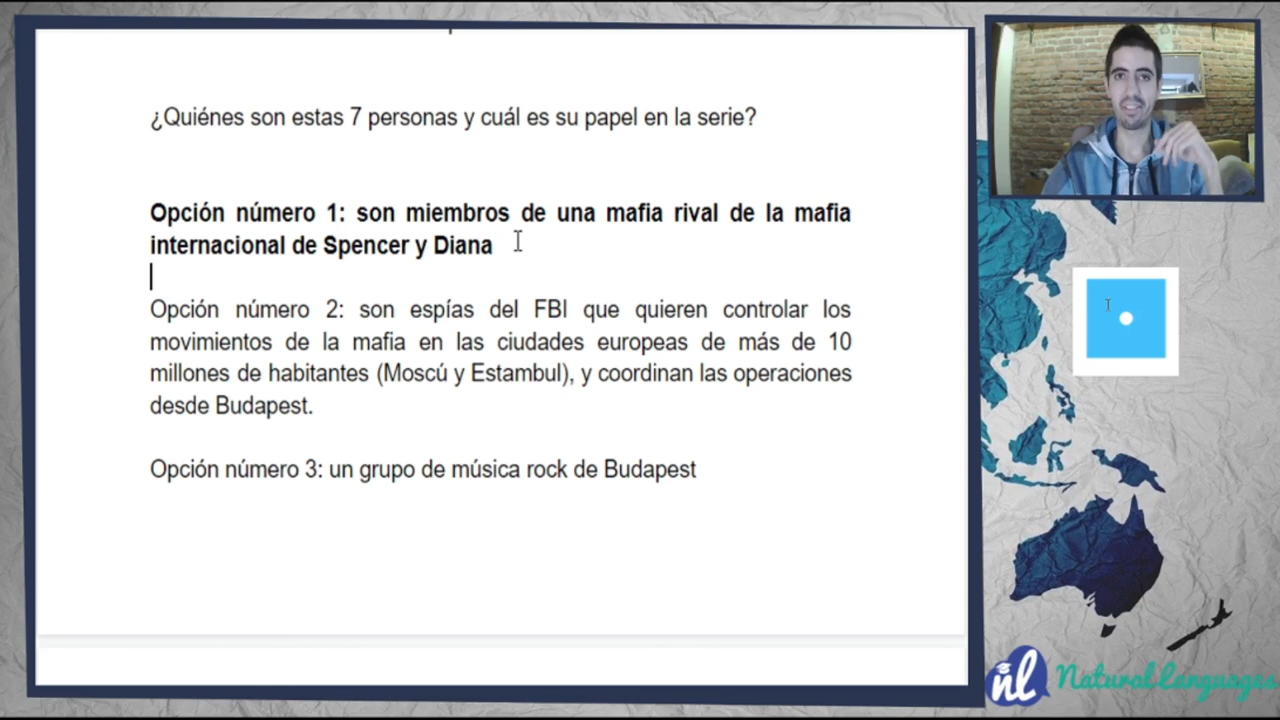 ¿Quiénes son estas 7 personas y cuál es su papel en la serie?
Opción número 1: son miembros de una mafia rival de la mafia
internacional de Spencer y Diana
Opción número 2: son espías del FBI que quieren controlar los
movimientos de la mafia en las ciudades europeas de más de 10
millones de habitantes (Moscú y Estambul), y coordinan las operaciones
desde Budapest.
Opción número 3: un grupo de música rock de Budapest
nl Natural Languages